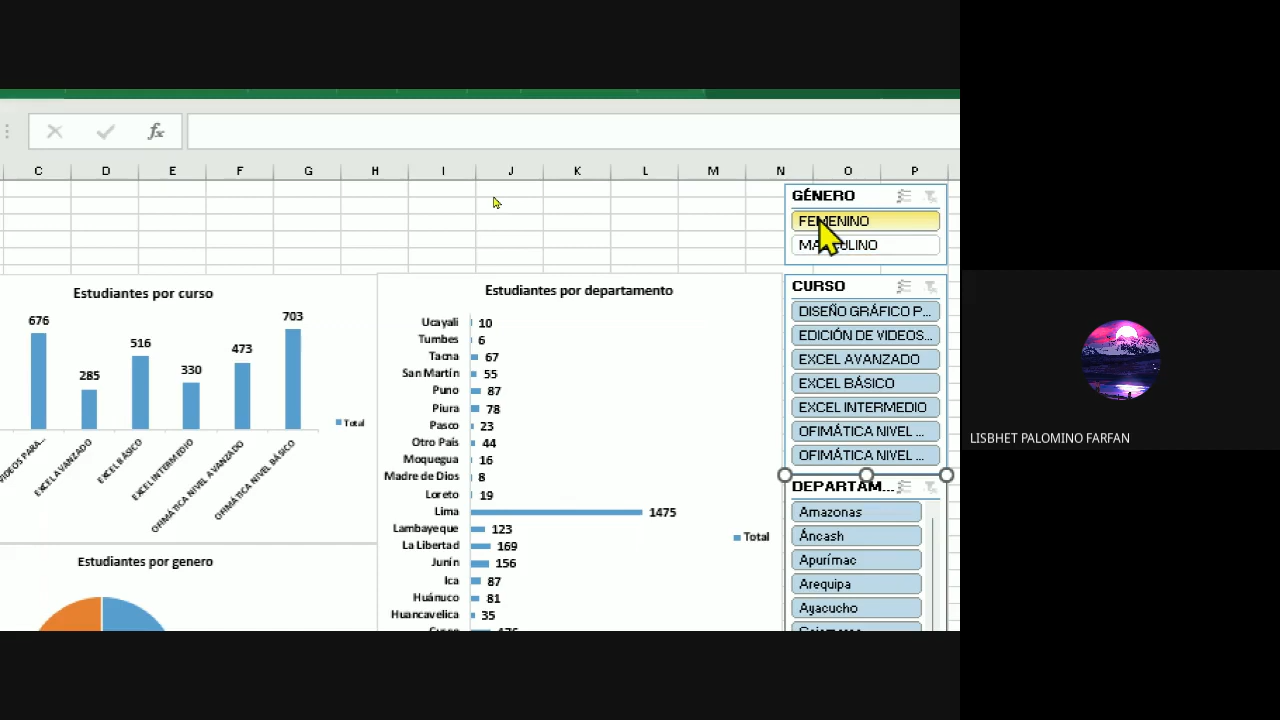 fx
C D E F G H I J K L M N O P
GÉNERO
FEMENINO
CURSO
DISEÑO GRÁFICO P...
EDICIÓN DE VIDEOS...
EXCEL AVANZADO
EXCEL BÁSICO
EXCEL INTERMEDIO
OFIMÁTICA NIVEL ...
OFIMÁTICA NIVEL ...
DEPARTAM...
Amazonas
Áncash
Apurímac
Arequipa
Ayacucho
Estudiantes por curso
676
285
516
330
473
703
VIDEOS PARA...
EXCEL AVANZADO
EXCEL BÁSICO
EXCEL INTERMEDIO
OFIMÁTICA NIVEL AVANZADO
OFIMÁTICA NIVEL BÁSICO
Total
Estudiantes por departamento
Ucayali 10
Tumbes 6
Tacna 67
San Martín 55
Puno 87
Piura 78
Pasco 23
Otro País 44
Moquegua 16
Madre de Dios 8
Loreto 19
Lima 1475
Lambayeque 123
La Libertad 169
Junín 156
Ica 87
Huánuco 81
Huancavelica 35
Total
Estudiantes por genero
LISBHET PALOMINO FARFAN